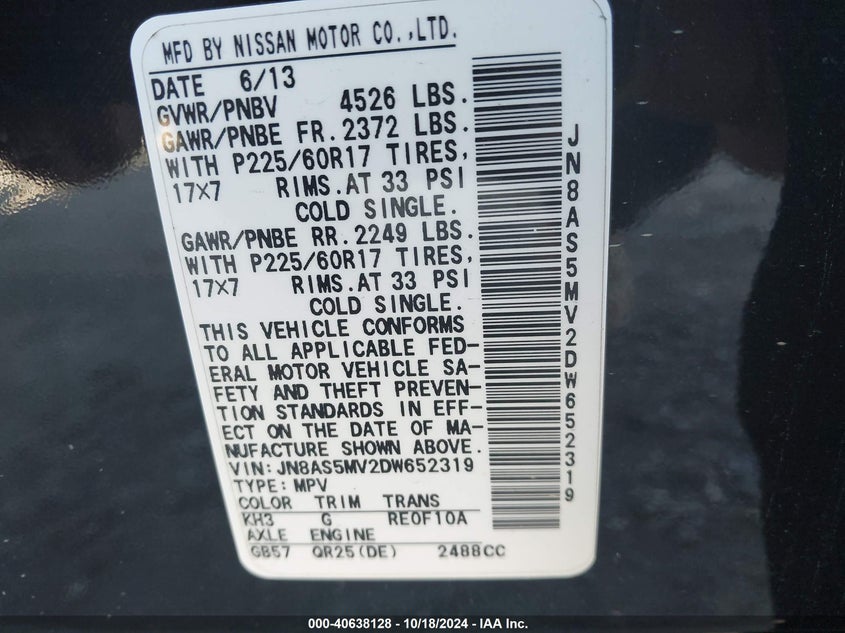 MFD BY NISSAN MOTOR CO.,LTD.
DATE 6/13
GVWR/PNBV 4526 LBS.
GAWR/PNBE FR.2372 LBS.
WITH P225/60R17 TIRES,
17X7 RIMS.AT 33 PSI
COLD SINGLE.
GAWR/PNBE RR.2249 LBS.
WITH P225/60R17 TIRES,
17X7 RIMS.AT 33 PSI
COLD SINGLE.
THIS VEHICLE CONFORMS
TO ALL APPLICABLE FED-
ERAL MOTOR VEHICLE SA-
FETY AND THEFT PREVEN-
TION STANDARDS IN EFF-
ECT ON THE DATE OF MA-
NUFACTURE SHOWN ABOVE.
VIN:JN8AS5MV2DW652319
TYPE:MPV
COLOR TRIM TRANS
KH3 G RE0F10A
AXLE ENGINE
GB57 QR25(DE) 2488CC
JN8AS5MV2DW652319
000-40638128 - 10/18/2024 - IAA Inc.